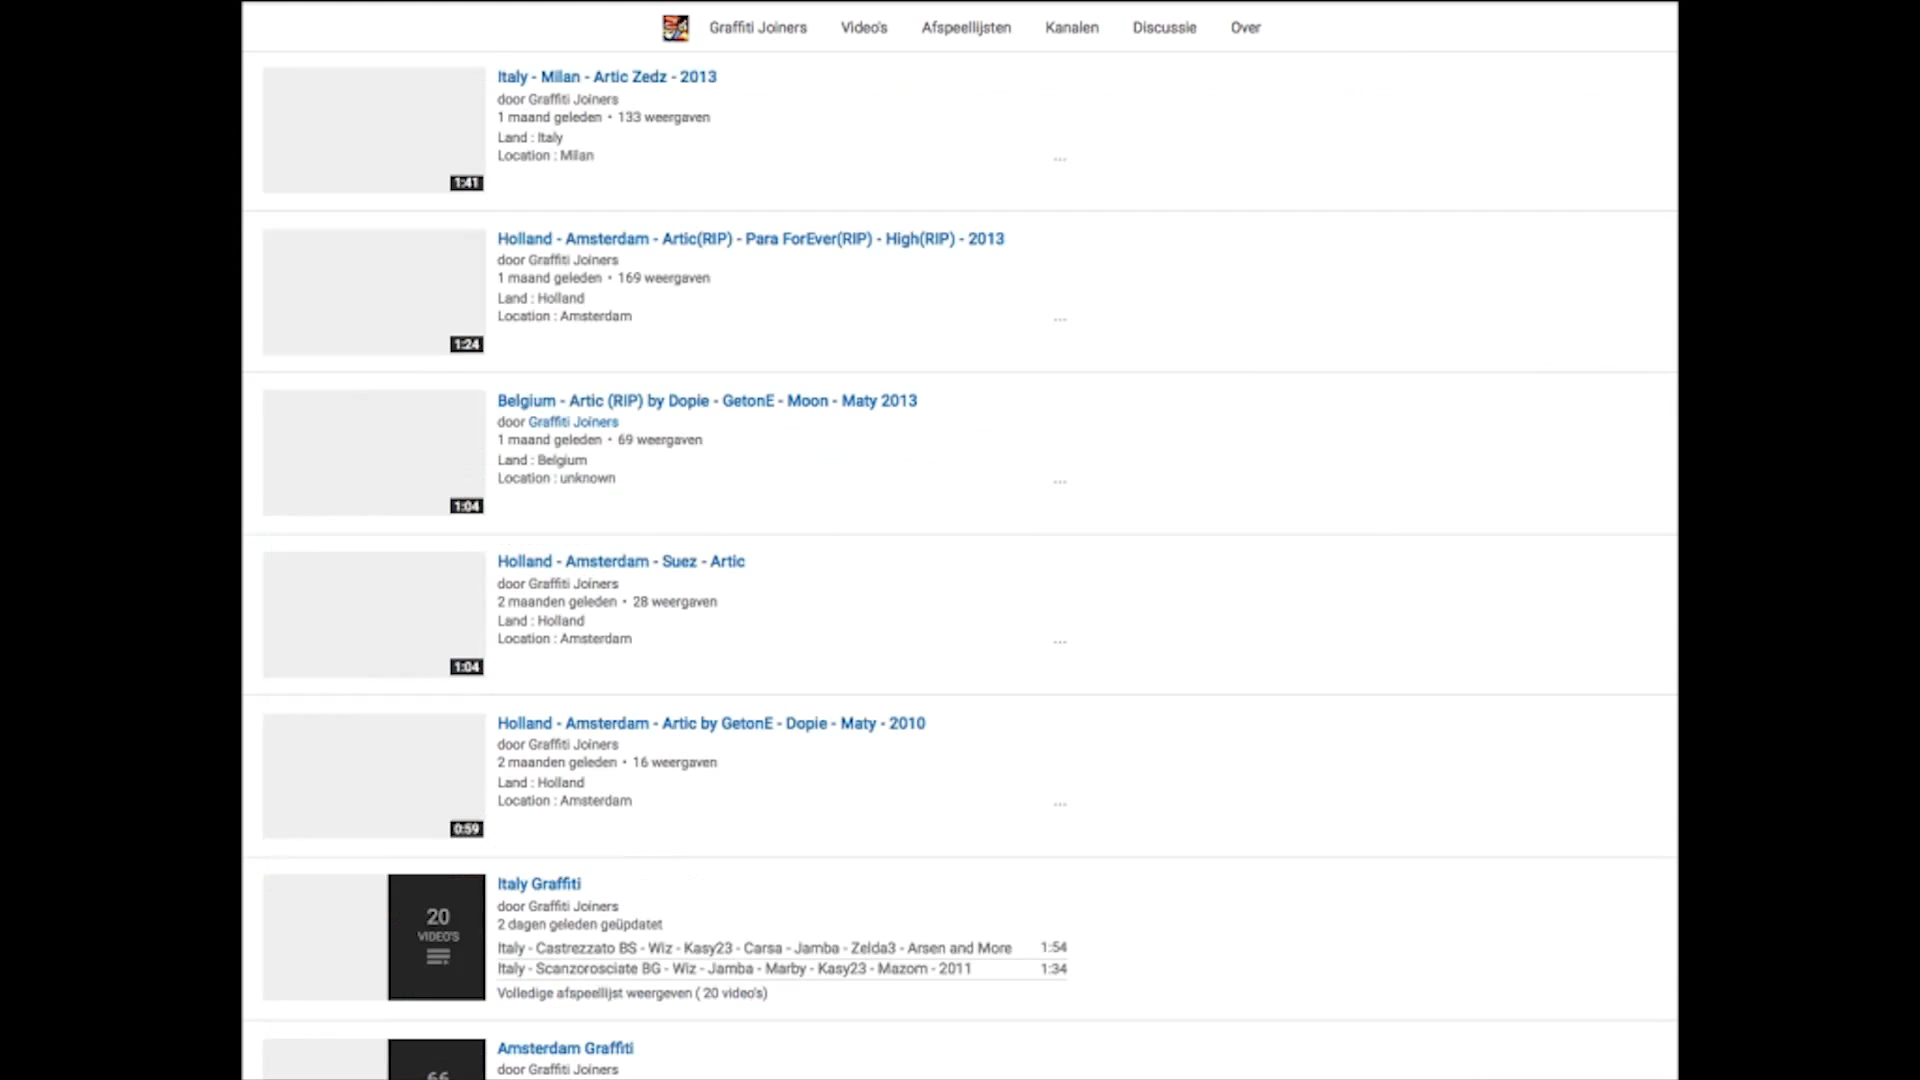 Graffiti Joiners Video's Afspeellijsten Kanalen Discussie Over
Italy - Milan - Artic Zedz - 2013
door Graffiti Joiners
1 maand geleden • 133 weergaven
Land : Italy
Location : Milan
...
1:41
Holland - Amsterdam - Artic(RIP) - Para ForEver(RIP) - High(RIP) - 2013
door Graffiti Joiners
1 maand geleden • 169 weergaven
Land : Holland
Location : Amsterdam
...
1:24
Belgium - Artic (RIP) by Dopie - GetonE - Moon - Maty 2013
door Graffiti Joiners
1 maand geleden • 69 weergaven
Land : Belgium
Location : unknown
...
1:04
Holland - Amsterdam - Suez - Artic
door Graffiti Joiners
2 maanden geleden • 28 weergaven
Land : Holland
Location : Amsterdam
...
1:04
Holland - Amsterdam - Artic by GetonE - Dopie - Maty - 2010
door Graffiti Joiners
2 maanden geleden • 16 weergaven
Land : Holland
Location : Amsterdam
...
0:59
20
VIDEO'S
Italy Graffiti
door Graffiti Joiners
2 dagen geleden geüpdatet
Italy - Castrezzato BS - Wiz - Kasy23 - Carsa - Jamba - Zelda3 - Arsen and More 1:54
Italy - Scanzorosciate BG - Wiz - Jamba - Marby - Kasy23 - Mazom - 2011 1:34
Volledige afspeellijst weergeven ( 20 video's)
Amsterdam Graffiti
door Graffiti Joiners